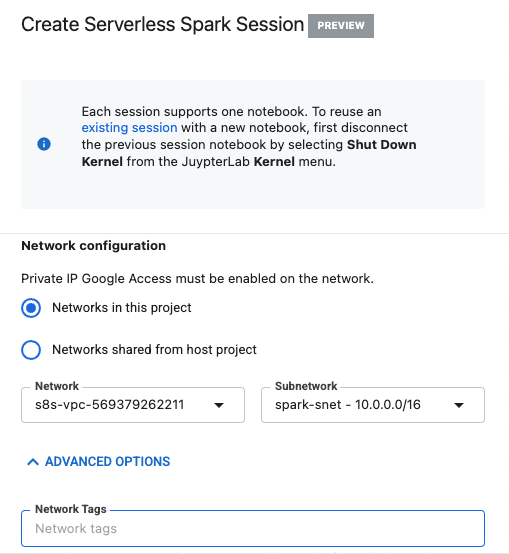 Create Serverless Spark Session PREVIEW
Each session supports one notebook. To reuse an
existing session with a new notebook, first disconnect
the previous session notebook by selecting Shut Down
Kernel from the JuypterLab Kernel menu.
Network configuration
Private IP Google Access must be enabled on the network.
Networks in this project
Networks shared from host project
Network
s8s-vpc-569379262211
Subnetwork
spark-snet - 10.0.0.0/16
ADVANCED OPTIONS
Network Tags
Network tags